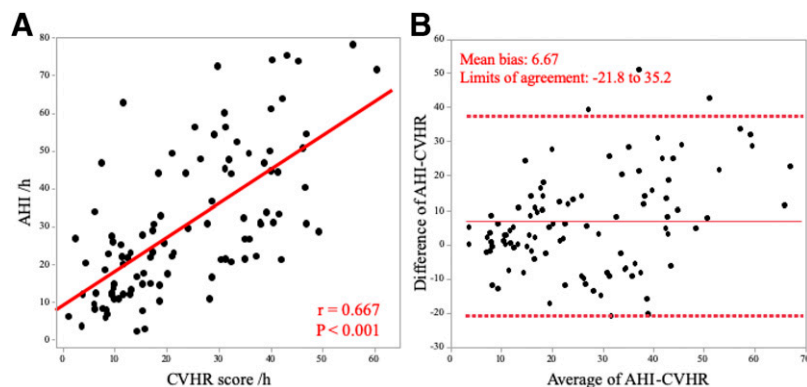 A
80
70
60
50
40
30
20
10
0
AHI /h
0 10 20 30 40 50 60
CVHR score /h
r = 0.667
P < 0.001
B
Mean bias: 6.67
Limits of agreement: -21.8 to 35.2
60
50
40
30
20
10
0
-10
-20
-30
Difference of AHI-CVHR
0 10 20 30 40 50 60 70
Average of AHI-CVHR